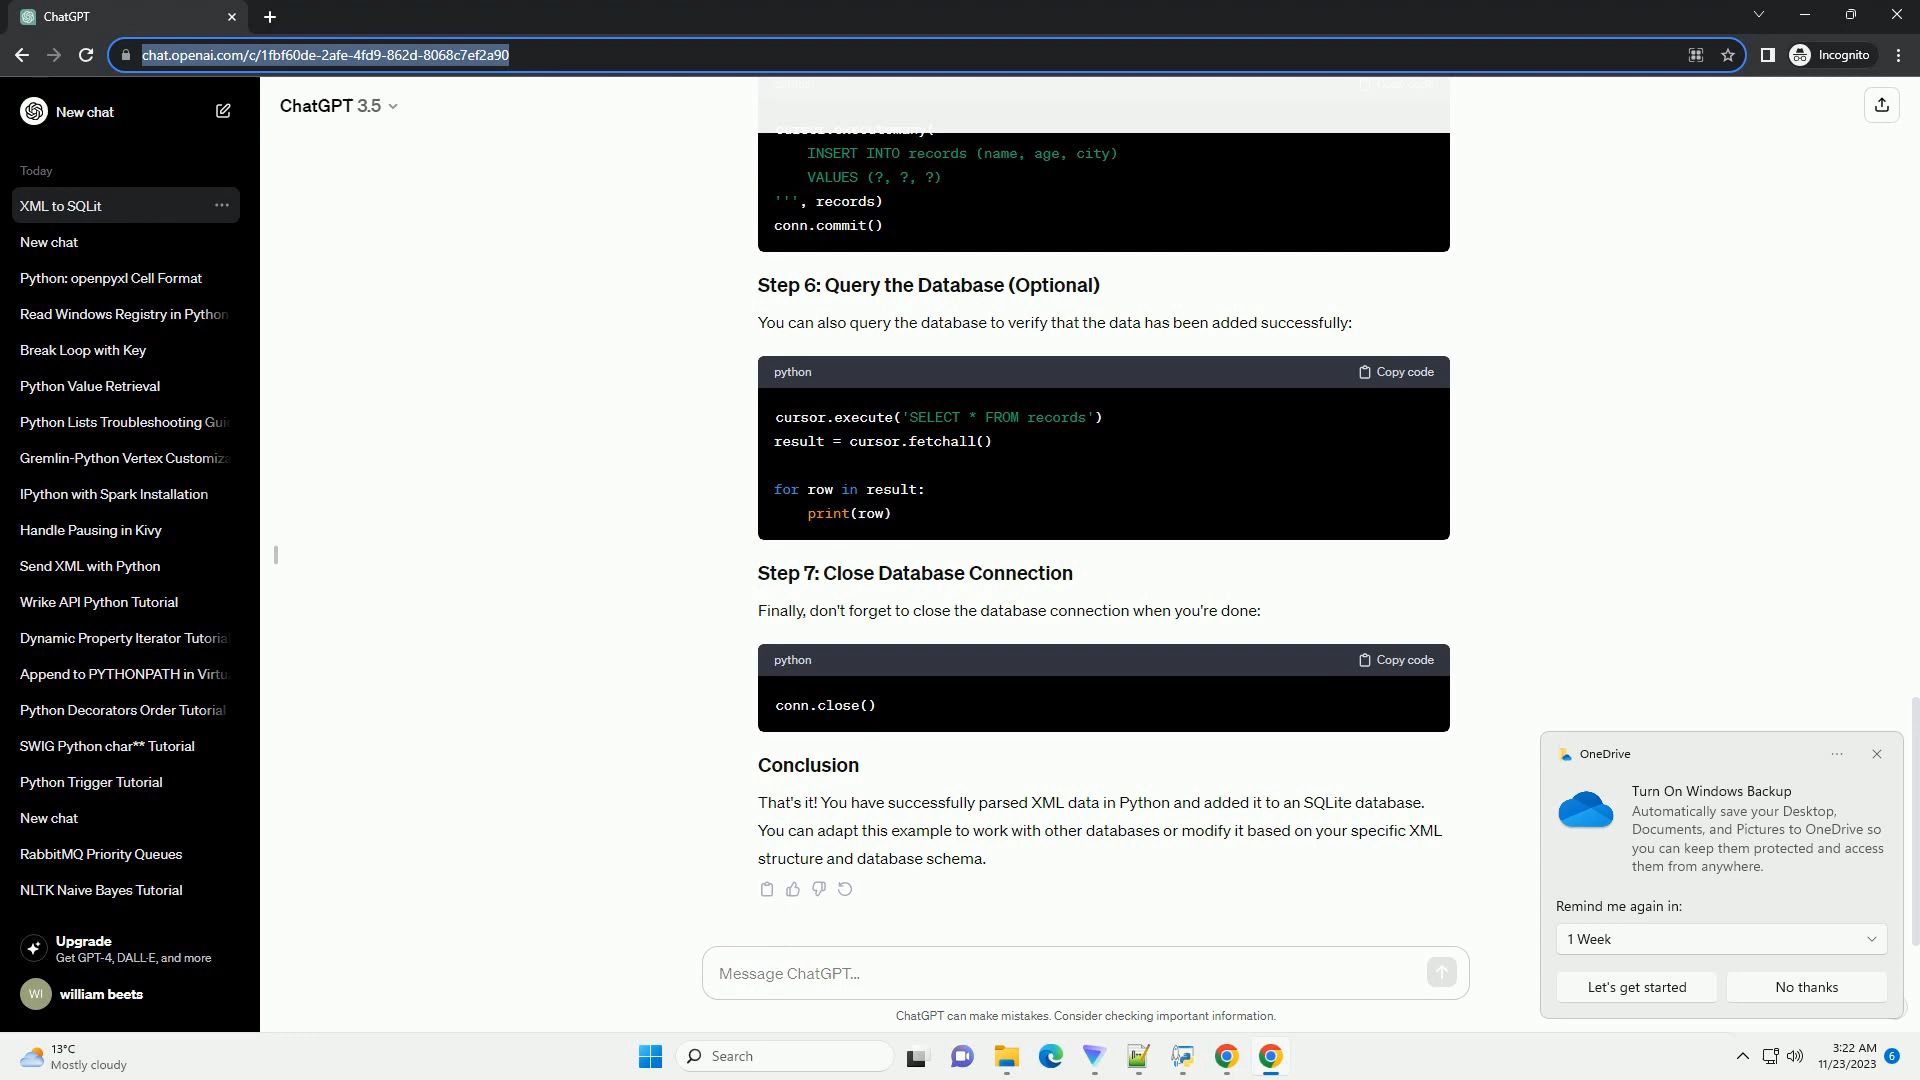 ChatGPT
chat.openai.com/c/1fbf60de-2afe-4fd9-862d-8068c7ef2a90
Incognito
New chat
Today
XML to SQLit
New chat
Python: openpyxl Cell Format
Read Windows Registry in Python
Break Loop with Key
Python Value Retrieval
Python Lists Troubleshooting
Gremlin-Python Vertex
IPython with Spark Installation
Handle Pausing in Kivy
Send XML with Python
Wrike API Python Tutorial
Dynamic Property Iterator
Append to PYTHONPATH in
Python Decorators Order Tutorial
SWIG Python char** Tutorial
Python Trigger Tutorial
New chat
RabbitMQ Priority Queues
NLTK Naive Bayes Tutorial
Upgrade
Get GPT-4, DALL·E, and more
WI
william beets
ChatGPT 3.5
INSERT INTO records (name, age, city)
VALUES (?, ?, ?)
''', records)
conn.commit()
Step 6: Query the Database (Optional)
You can also query the database to verify that the data has been added successfully:
python
Copy code
cursor.execute('SELECT * FROM records')
result = cursor.fetchall()
for row in result:
print(row)
Step 7: Close Database Connection
Finally, don't forget to close the database connection when you're done:
python
Copy code
conn.close()
Conclusion
That's it! You have successfully parsed XML data in Python and added it to an SQLite database.
You can adapt this example to work with other databases or modify it based on your specific XML
structure and database schema.
Message ChatGPT...
ChatGPT can make mistakes. Consider checking important information.
OneDrive
Turn On Windows Backup
Automatically save your Desktop,
Documents, and Pictures to OneDrive so
you can keep them protected and access
them from anywhere.
Remind me again in:
1 Week
Let's get started
No thanks
13°C
Mostly cloudy
Search
3:22 AM
11/23/2023
6